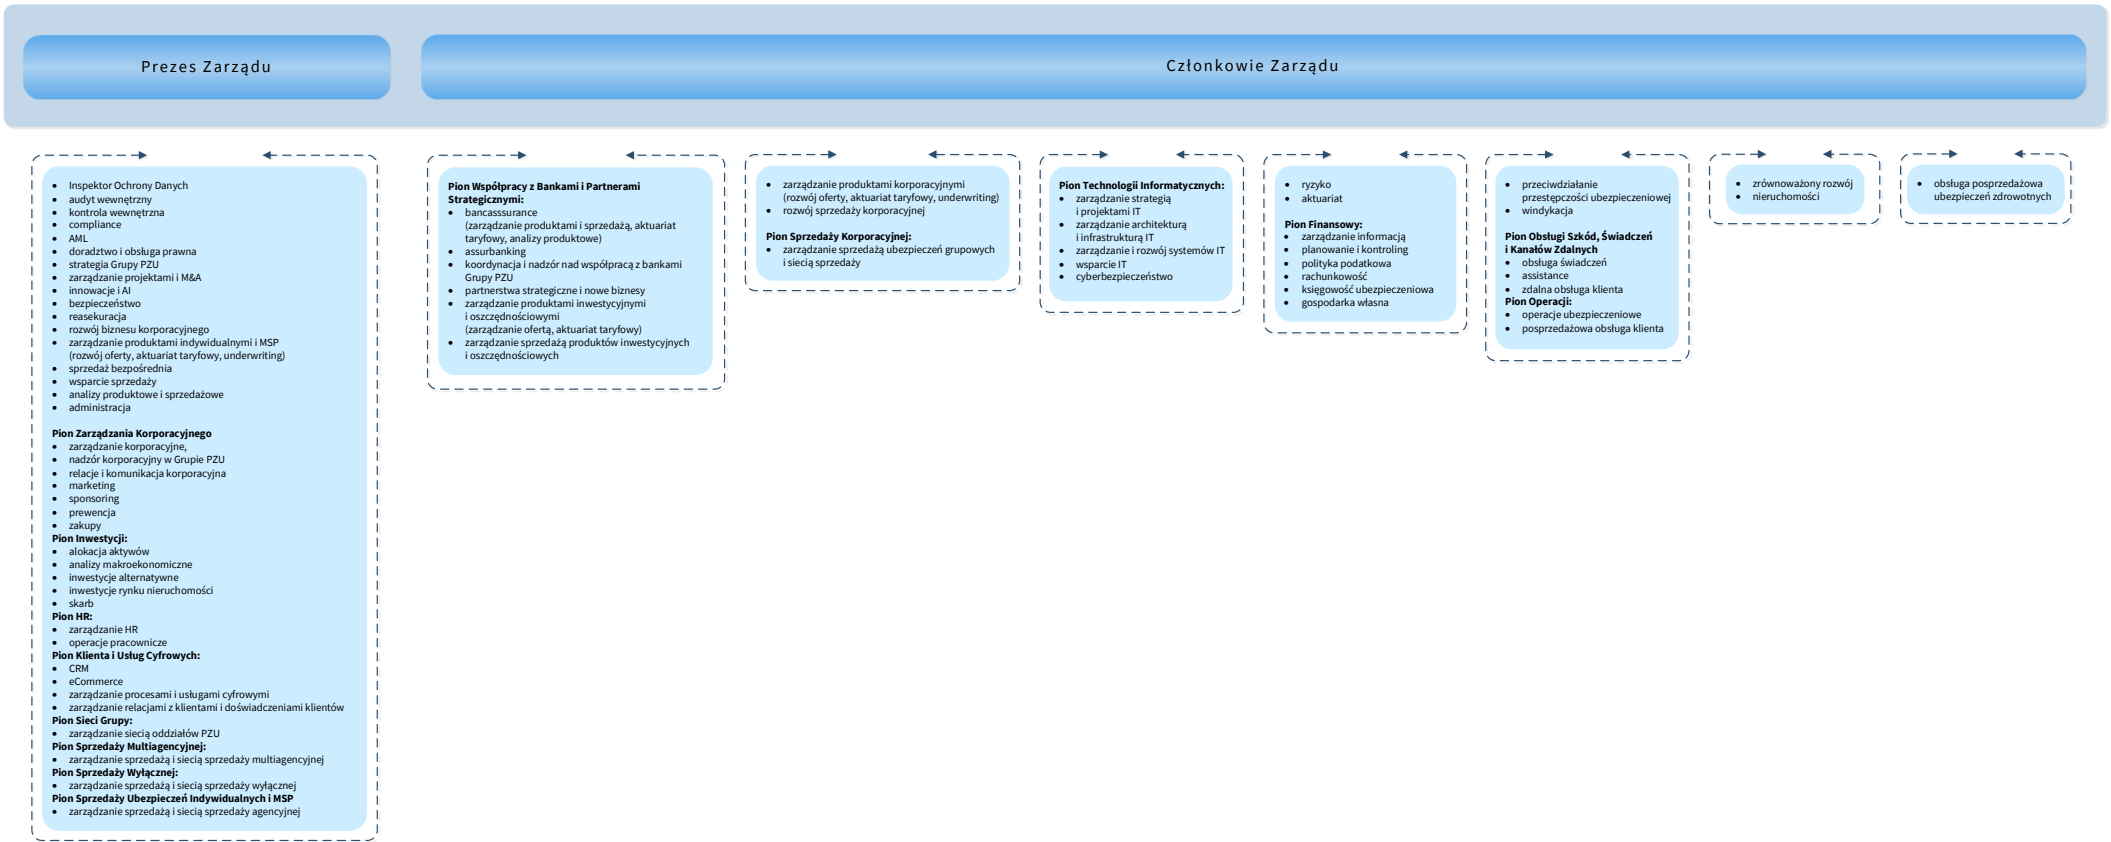 Prezes Zarządu
Członkowie Zarządu
• Inspektor Ochrony Danych
• audyt wewnętrzny
• kontrola wewnętrzna
• compliance
• AML
• doradztwo i obsługa prawna
• strategia Grupy PZU
• zarządzanie projektami i M&A
• innowacje i AI
• bezpieczeństwo
• reasekuracja
• rozwój biznesu korporacyjnego
• zarządzanie produktami indywidualnymi i MSP
(rozwój oferty, aktuariat taryfowy, underwriting)
• sprzedaż bezpośrednia
• wsparcie sprzedaży
• analizy produktowe i sprzedażowe
• administracja
Pion Zarządzania Korporacyjnego
• zarządzanie korporacyjne,
• nadzór korporacyjny w Grupie PZU
• relacje i komunikacja korporacyjna
• marketing
• sponsoring
• prewencja
• zakupy
Pion Inwestycji:
• alokacja aktywów
• analizy makroekonomiczne
• inwestycje alternatywne
• inwestycje rynku nieruchomości
• skarb
Pion HR:
• zarządzanie HR
• operacje pracownicze
Pion Klienta i Usług Cyfrowych:
• CRM
• eCommerce
• zarządzanie procesami i usługami cyfrowymi
• zarządzanie relacjami z klientami i doświadczeniami klientów
Pion Sieci Grupy:
• zarządzanie siecią oddziałów PZU
Pion Sprzedaży Multiagencyjnej:
• zarządzanie sprzedażą i siecią sprzedaży multiagencyjnej
Pion Sprzedaży Wyłącznej:
• zarządzanie sprzedażą i siecią sprzedaży wyłącznej
Pion Sprzedaży Ubezpieczeń Indywidualnych i MSP
• zarządzanie sprzedażą i siecią sprzedaży agencyjnej
Pion Współpracy z Bankami i Partnerami
Strategicznymi:
• bancasssurance
(zarządzanie produktami i sprzedażą, aktuariat
taryfowy, analizy produktowe)
• assurbanking
• koordynacja i nadzór nad współpracą z bankami
Grupy PZU
• partnerstwa strategiczne i nowe biznesy
• zarządzanie produktami inwestycyjnymi
i oszczędnościowymi
(zarządzanie ofertą, aktuariat taryfowy)
• zarządzanie sprzedażą produktów inwestycyjnych
i oszczędnościowych
• zarządzanie produktami korporacyjnymi
(rozwój oferty, aktuariat taryfowy, underwriting)
• rozwój sprzedaży korporacyjnej
Pion Sprzedaży Korporacyjnej:
• zarządzanie sprzedażą ubezpieczeń grupowych
i siecią sprzedaży
Pion Technologii Informatycznych:
• zarządzanie strategią
i projektami IT
• zarządzanie architekturą
i infrastrukturą IT
• zarządzanie i rozwój systemów IT
• wsparcie IT
• cyberbezpieczeństwo
• ryzyko
• aktuariat
Pion Finansowy:
• zarządzanie informacją
• planowanie i kontroling
• polityka podatkowa
• rachunkowość
• księgowość ubezpieczeniowa
• gospodarka własna
• przeciwdziałanie
przestępczości ubezpieczeniowej
• windykacja
Pion Obsługi Szkód, Świadczeń
i Kanałów Zdalnych
• obsługa świadczeń
• assistance
• zdalna obsługa klienta
Pion Operacji:
• operacje ubezpieczeniowe
• posprzedażowa obsługa klienta
• zrównoważony rozwój
• nieruchomości
• obsługa posprzedażowa
ubezpieczeń zdrowotnych